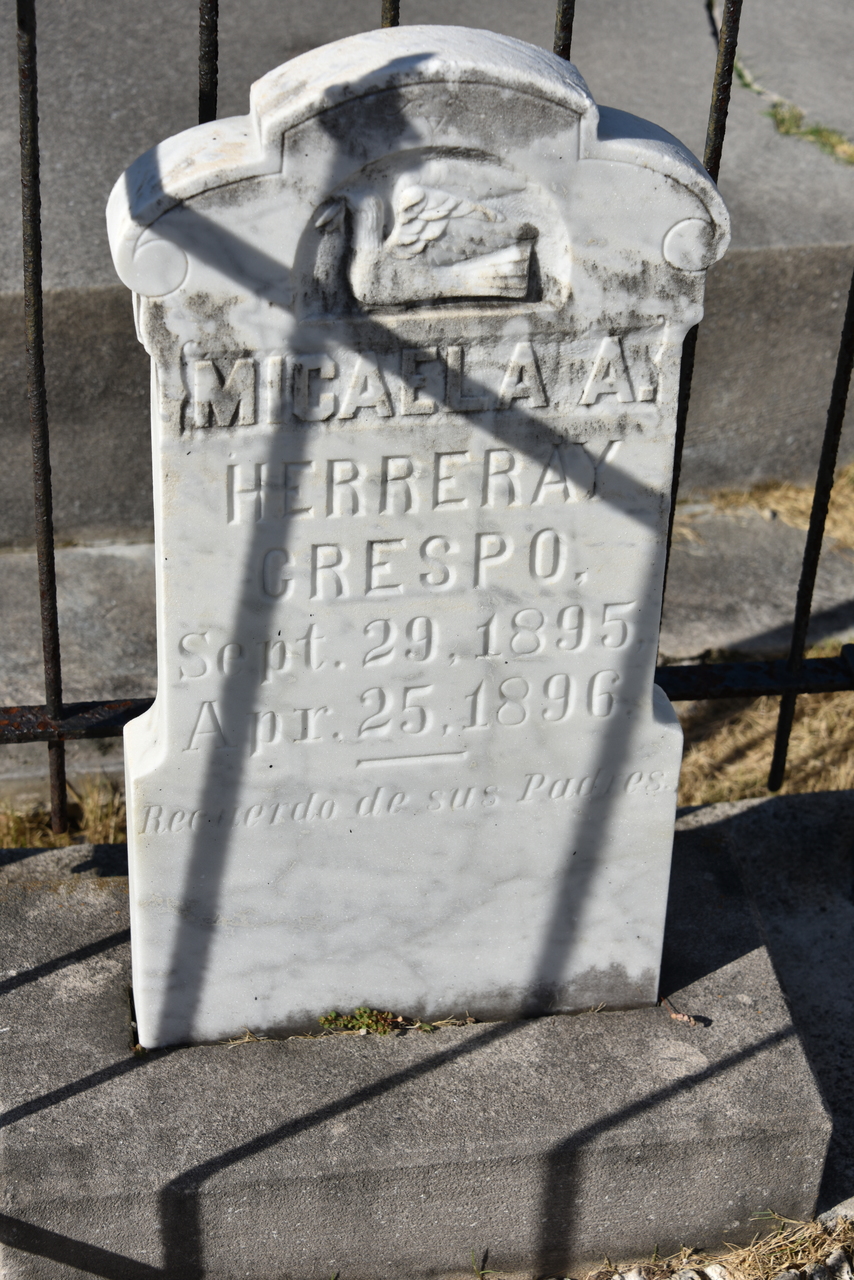 MICAELA A.
HERRERA Y
CRESPO,
Sept. 29, 1895.
Apr. 25, 1896.
Recuerdo de sus Padres.